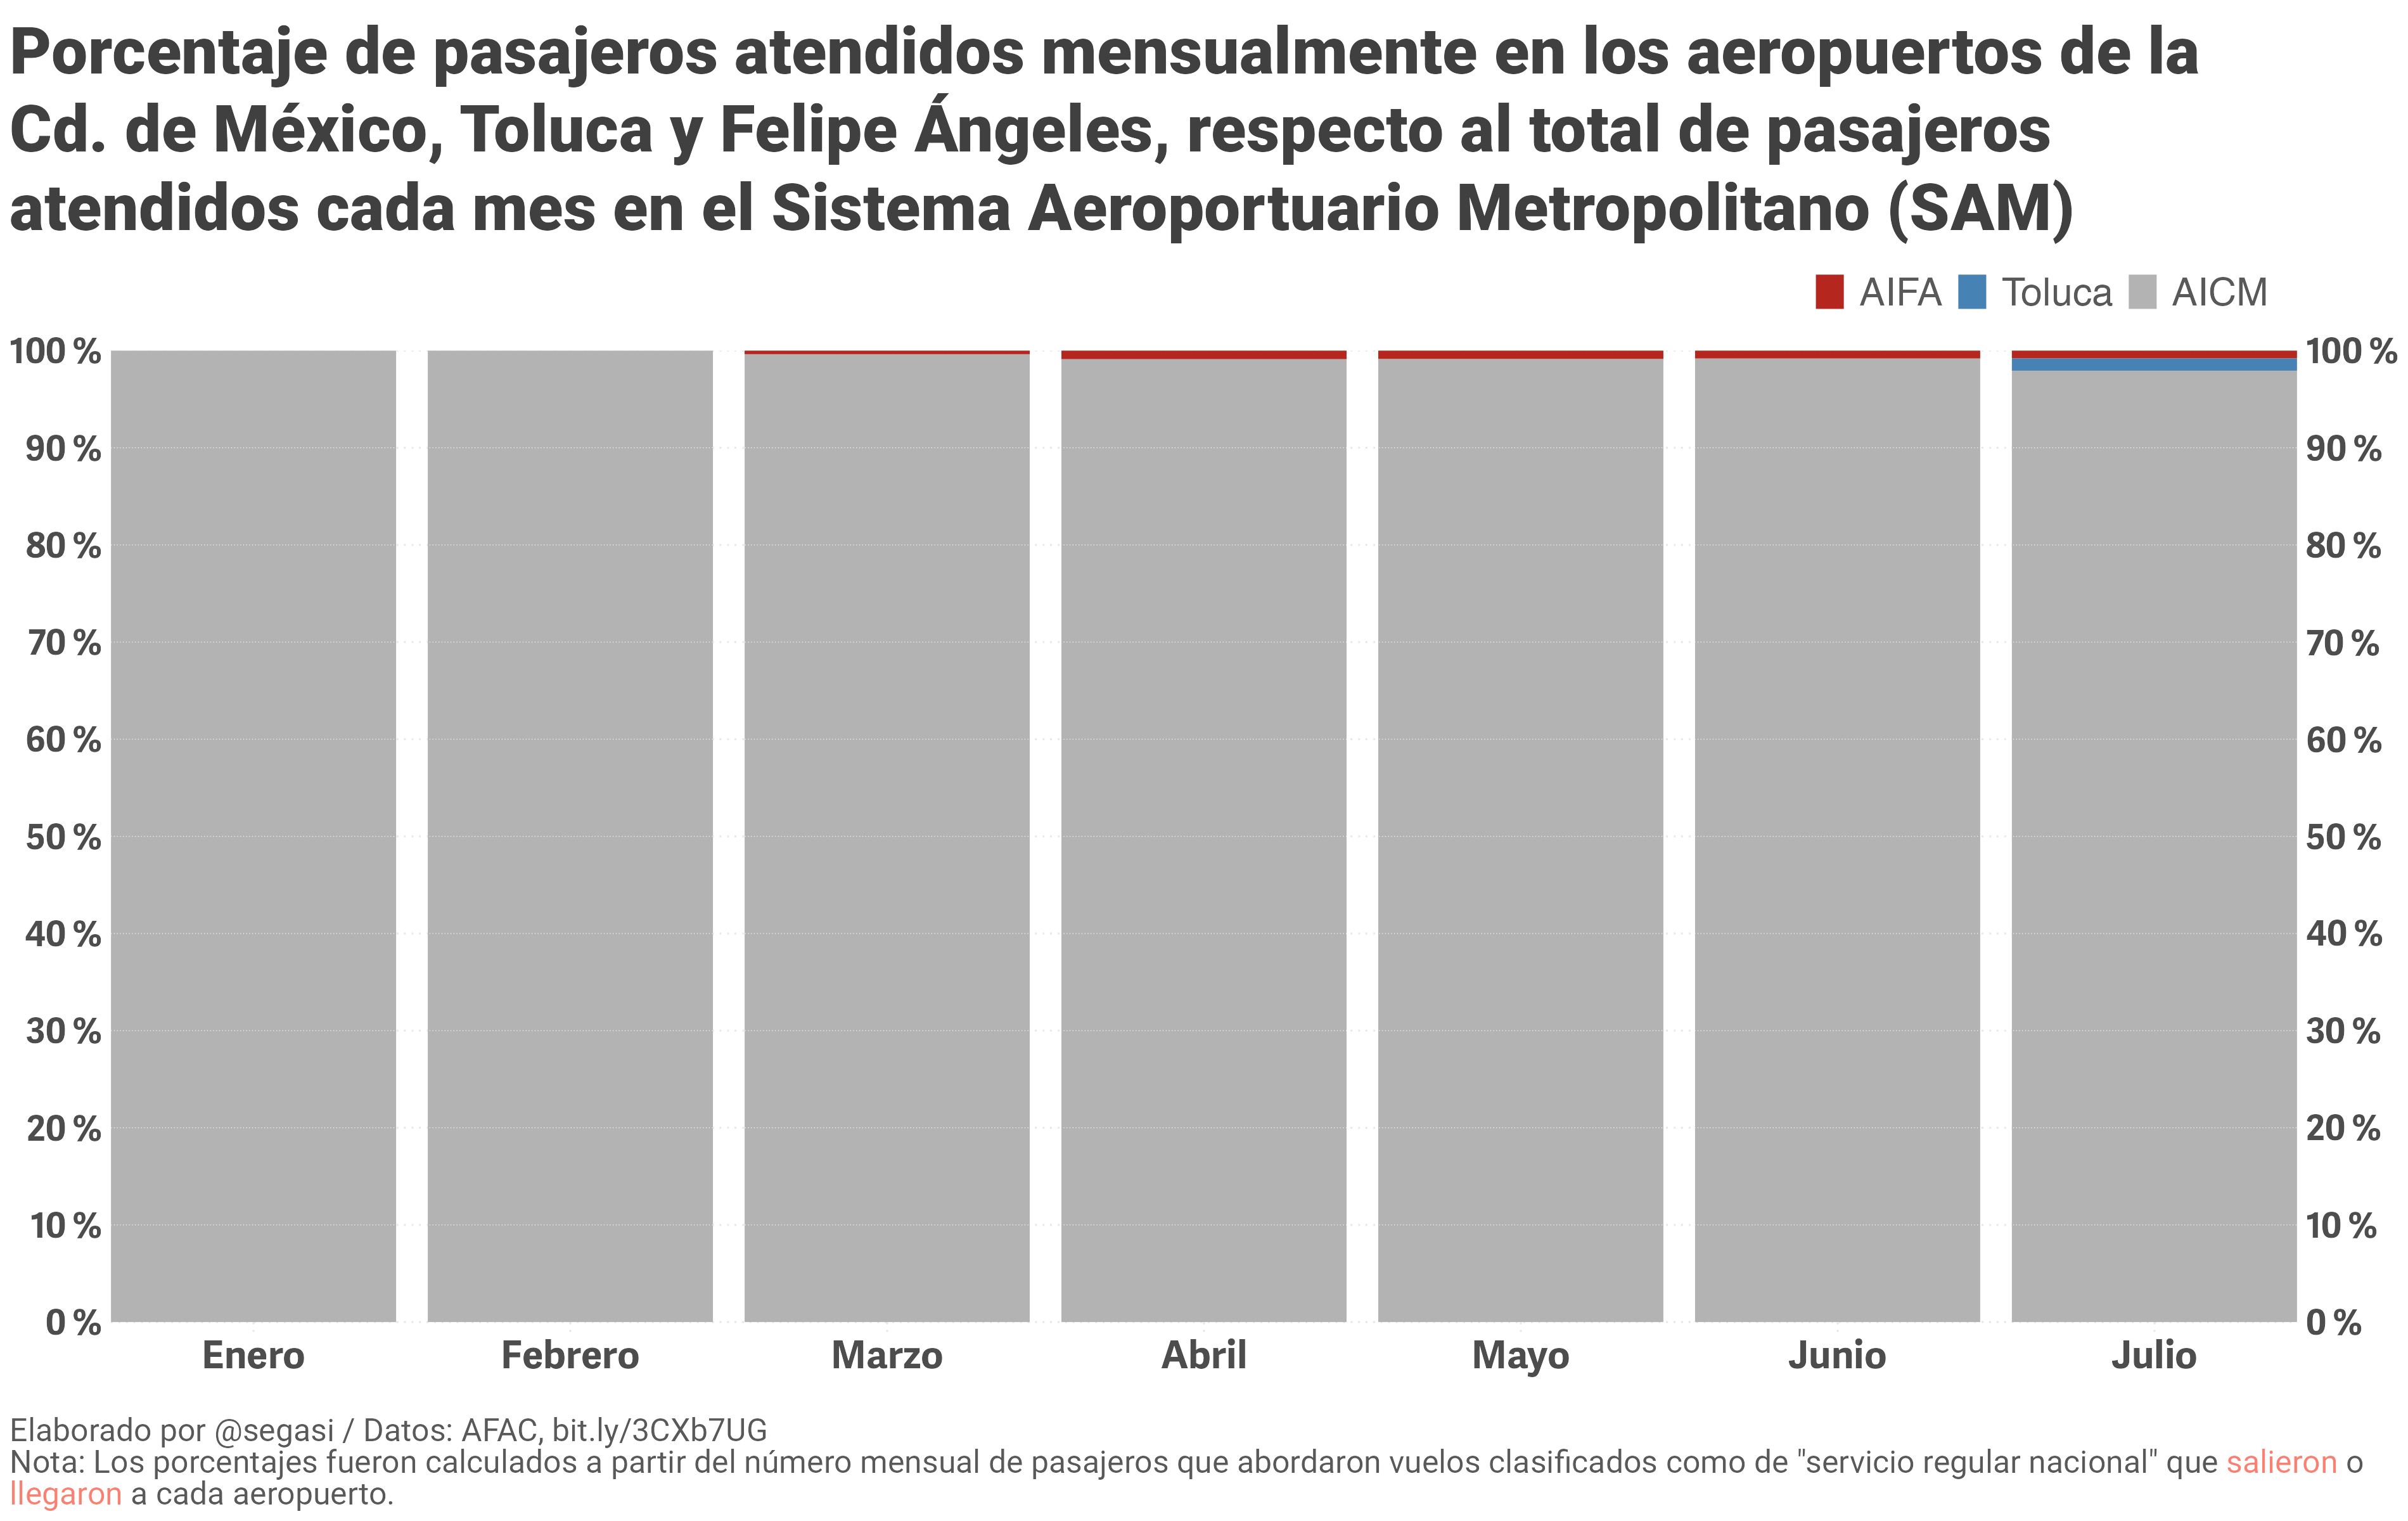 Porcentaje de pasajeros atendidos mensualmente en los aeropuertos de la
Cd. de México, Toluca y Felipe Ángeles, respecto al total de pasajeros
atendidos cada mes en el Sistema Aeroportuario Metropolitano (SAM)
AIFA Toluca AICM
100 % 100 %
90 % 90 %
80 % 80 %
70 % 70 %
60 % 60 %
50 % 50 %
40 % 40 %
30 % 30 %
20 % 20 %
10 % 10 %
0 % 0 %
Enero Febrero Marzo Abril Mayo Junio Julio
Elaborado por @segasi / Datos: AFAC, bit.ly/3CXb7UG
Nota: Los porcentajes fueron calculados a partir del número mensual de pasajeros que abordaron vuelos clasificados como de "servicio regular nacional" que salieron o
llegaron a cada aeropuerto.